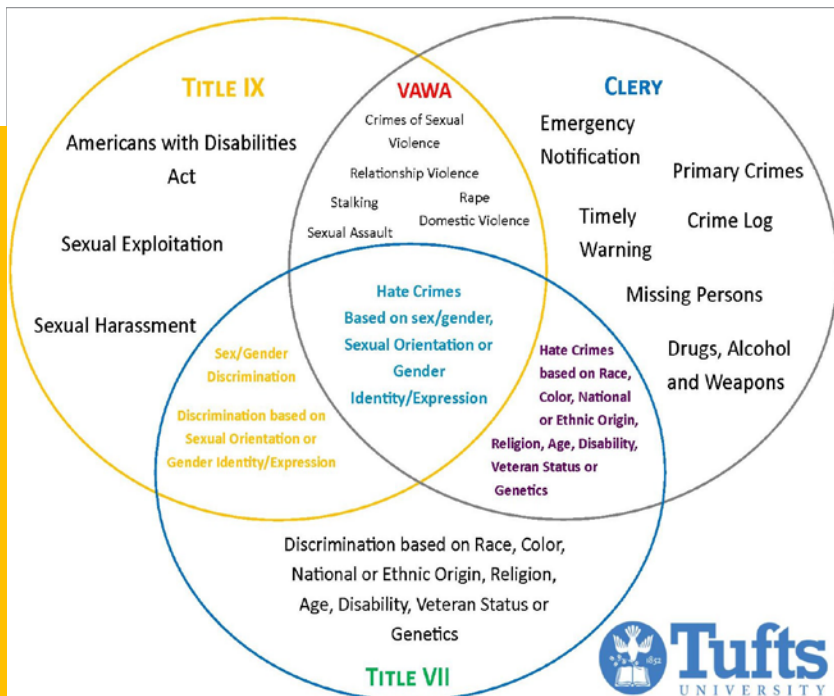 TITLE IX
Americans with Disabilities
Act
Sexual Exploitation
Sexual Harassment
VAWA
Crimes of Sexual
Violence
Relationship Violence
Stalking
Rape
Domestic Violence
Sexual Assault
CLERY
Emergency
Notification
Primary Crimes
Timely
Warning
Crime Log
Missing Persons
Drugs, Alcohol
and Weapons
Hate Crimes
Based on sex/gender,
Sexual Orientation or
Gender
Identity/Expression
Sex/Gender
Discrimination
Discrimination based on
Sexual Orientation or
Gender Identity/Expression
Hate Crimes
based on Race,
Color, National
or Ethnic Origin,
Religion, Age, Disability,
Veteran Status or
Genetics
Discrimination based on Race, Color,
National or Ethnic Origin, Religion,
Age, Disability, Veteran Status or
Genetics
TITLE VII
1852
Tufts
UNIVERSITY